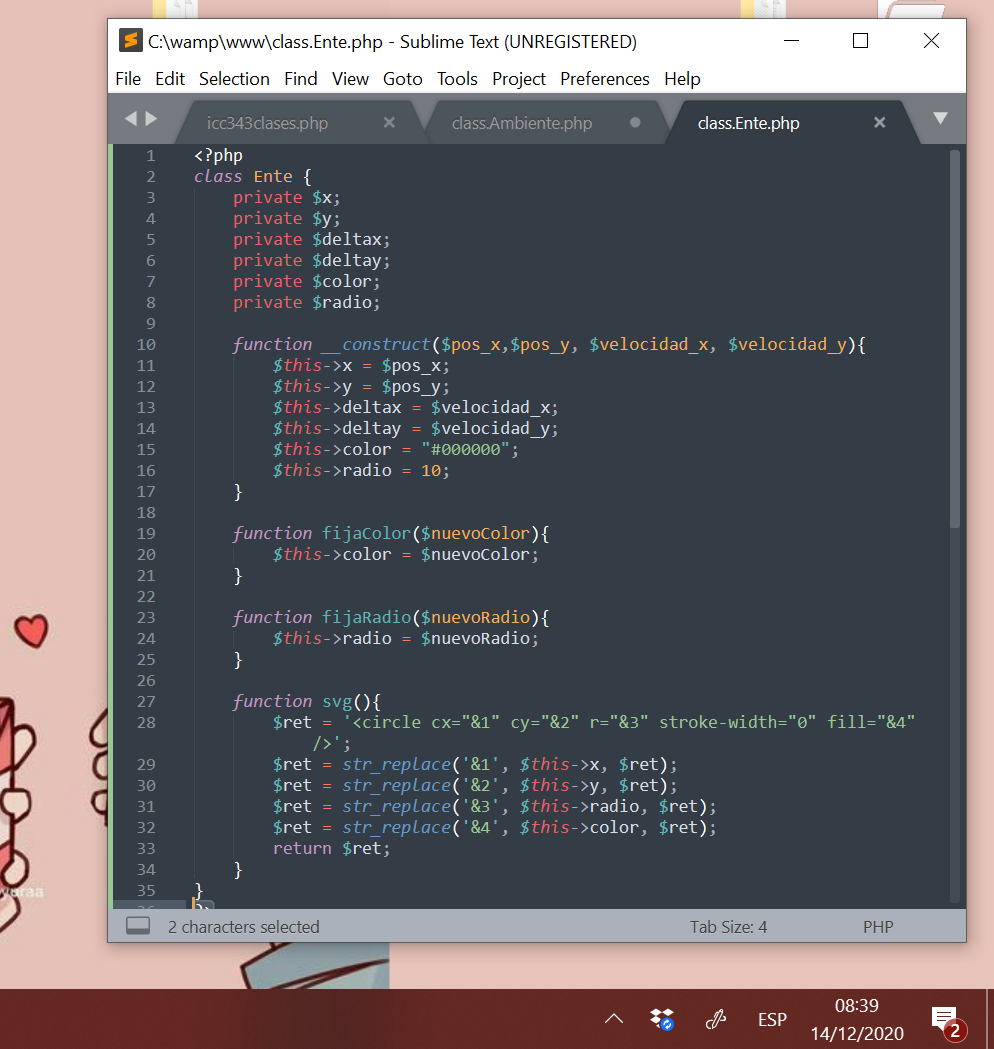 C:\wamp\www\class.Ente.php - Sublime Text (UNREGISTERED)
File Edit Selection Find View Goto Tools Project Preferences Help
icc343clases.php class.Ambiente.php class.Ente.php
1 <?php
2 class Ente {
3 private $x;
4 private $y;
5 private $deltax;
6 private $deltay;
7 private $color;
8 private $radio;
9
10 function __construct($pos_x,$pos_y, $velocidad_x, $velocidad_y){
11 $this->x = $pos_x;
12 $this->y = $pos_y;
13 $this->deltax = $velocidad_x;
14 $this->deltay = $velocidad_y;
15 $this->color = "#000000";
16 $this->radio = 10;
17 }
18
19 function fijaColor($nuevoColor){
20 $this->color = $nuevoColor;
21 }
22
23 function fijaRadio($nuevoRadio){
24 $this->radio = $nuevoRadio;
25 }
26
27 function svg(){
28 $ret = '<circle cx="&1" cy="&2" r="&3" stroke-width="0" fill="&4"
/>';
29 $ret = str_replace('&1', $this->x, $ret);
30 $ret = str_replace('&2', $this->y, $ret);
31 $ret = str_replace('&3', $this->radio, $ret);
32 $ret = str_replace('&4', $this->color, $ret);
33 return $ret;
34 }
35 }
2 characters selected Tab Size: 4 PHP
ESP
08:39
14/12/2020
2